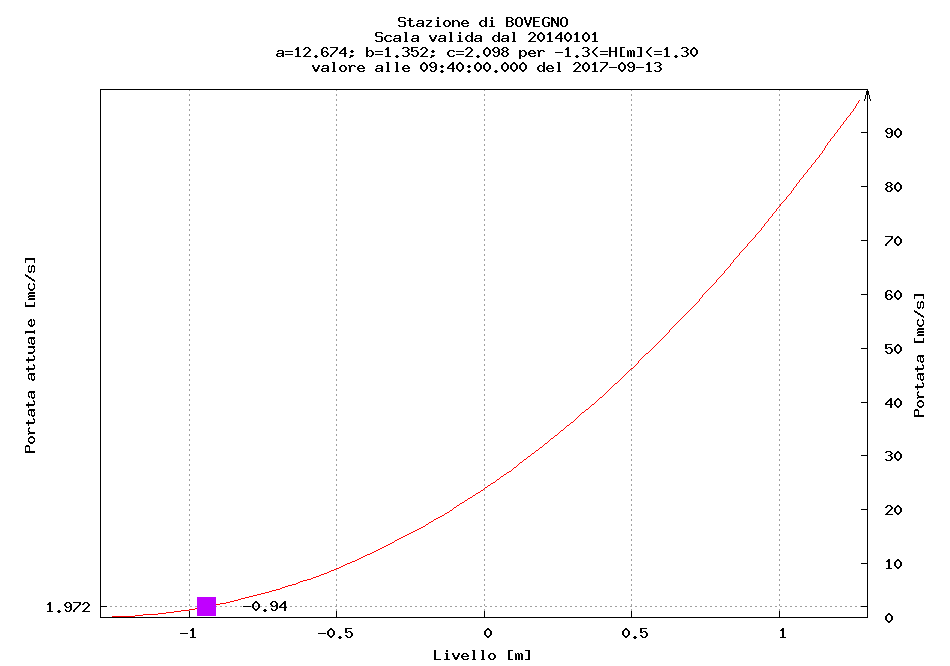 Stazione di BOVEGNO
Scala valida dal 20140101
a=12.674; b=1.352; c=2.098 per -1.3<=H[m]<=1.30
valore alle 09:40:00.000 del 2017-09-13
Portata attuale [mc/s]
1.972
-0.94
90
80
70
60
50
40
30
20
10
0
Portata [mc/s]
-1 -0.5 0 0.5 1
Livello [m]